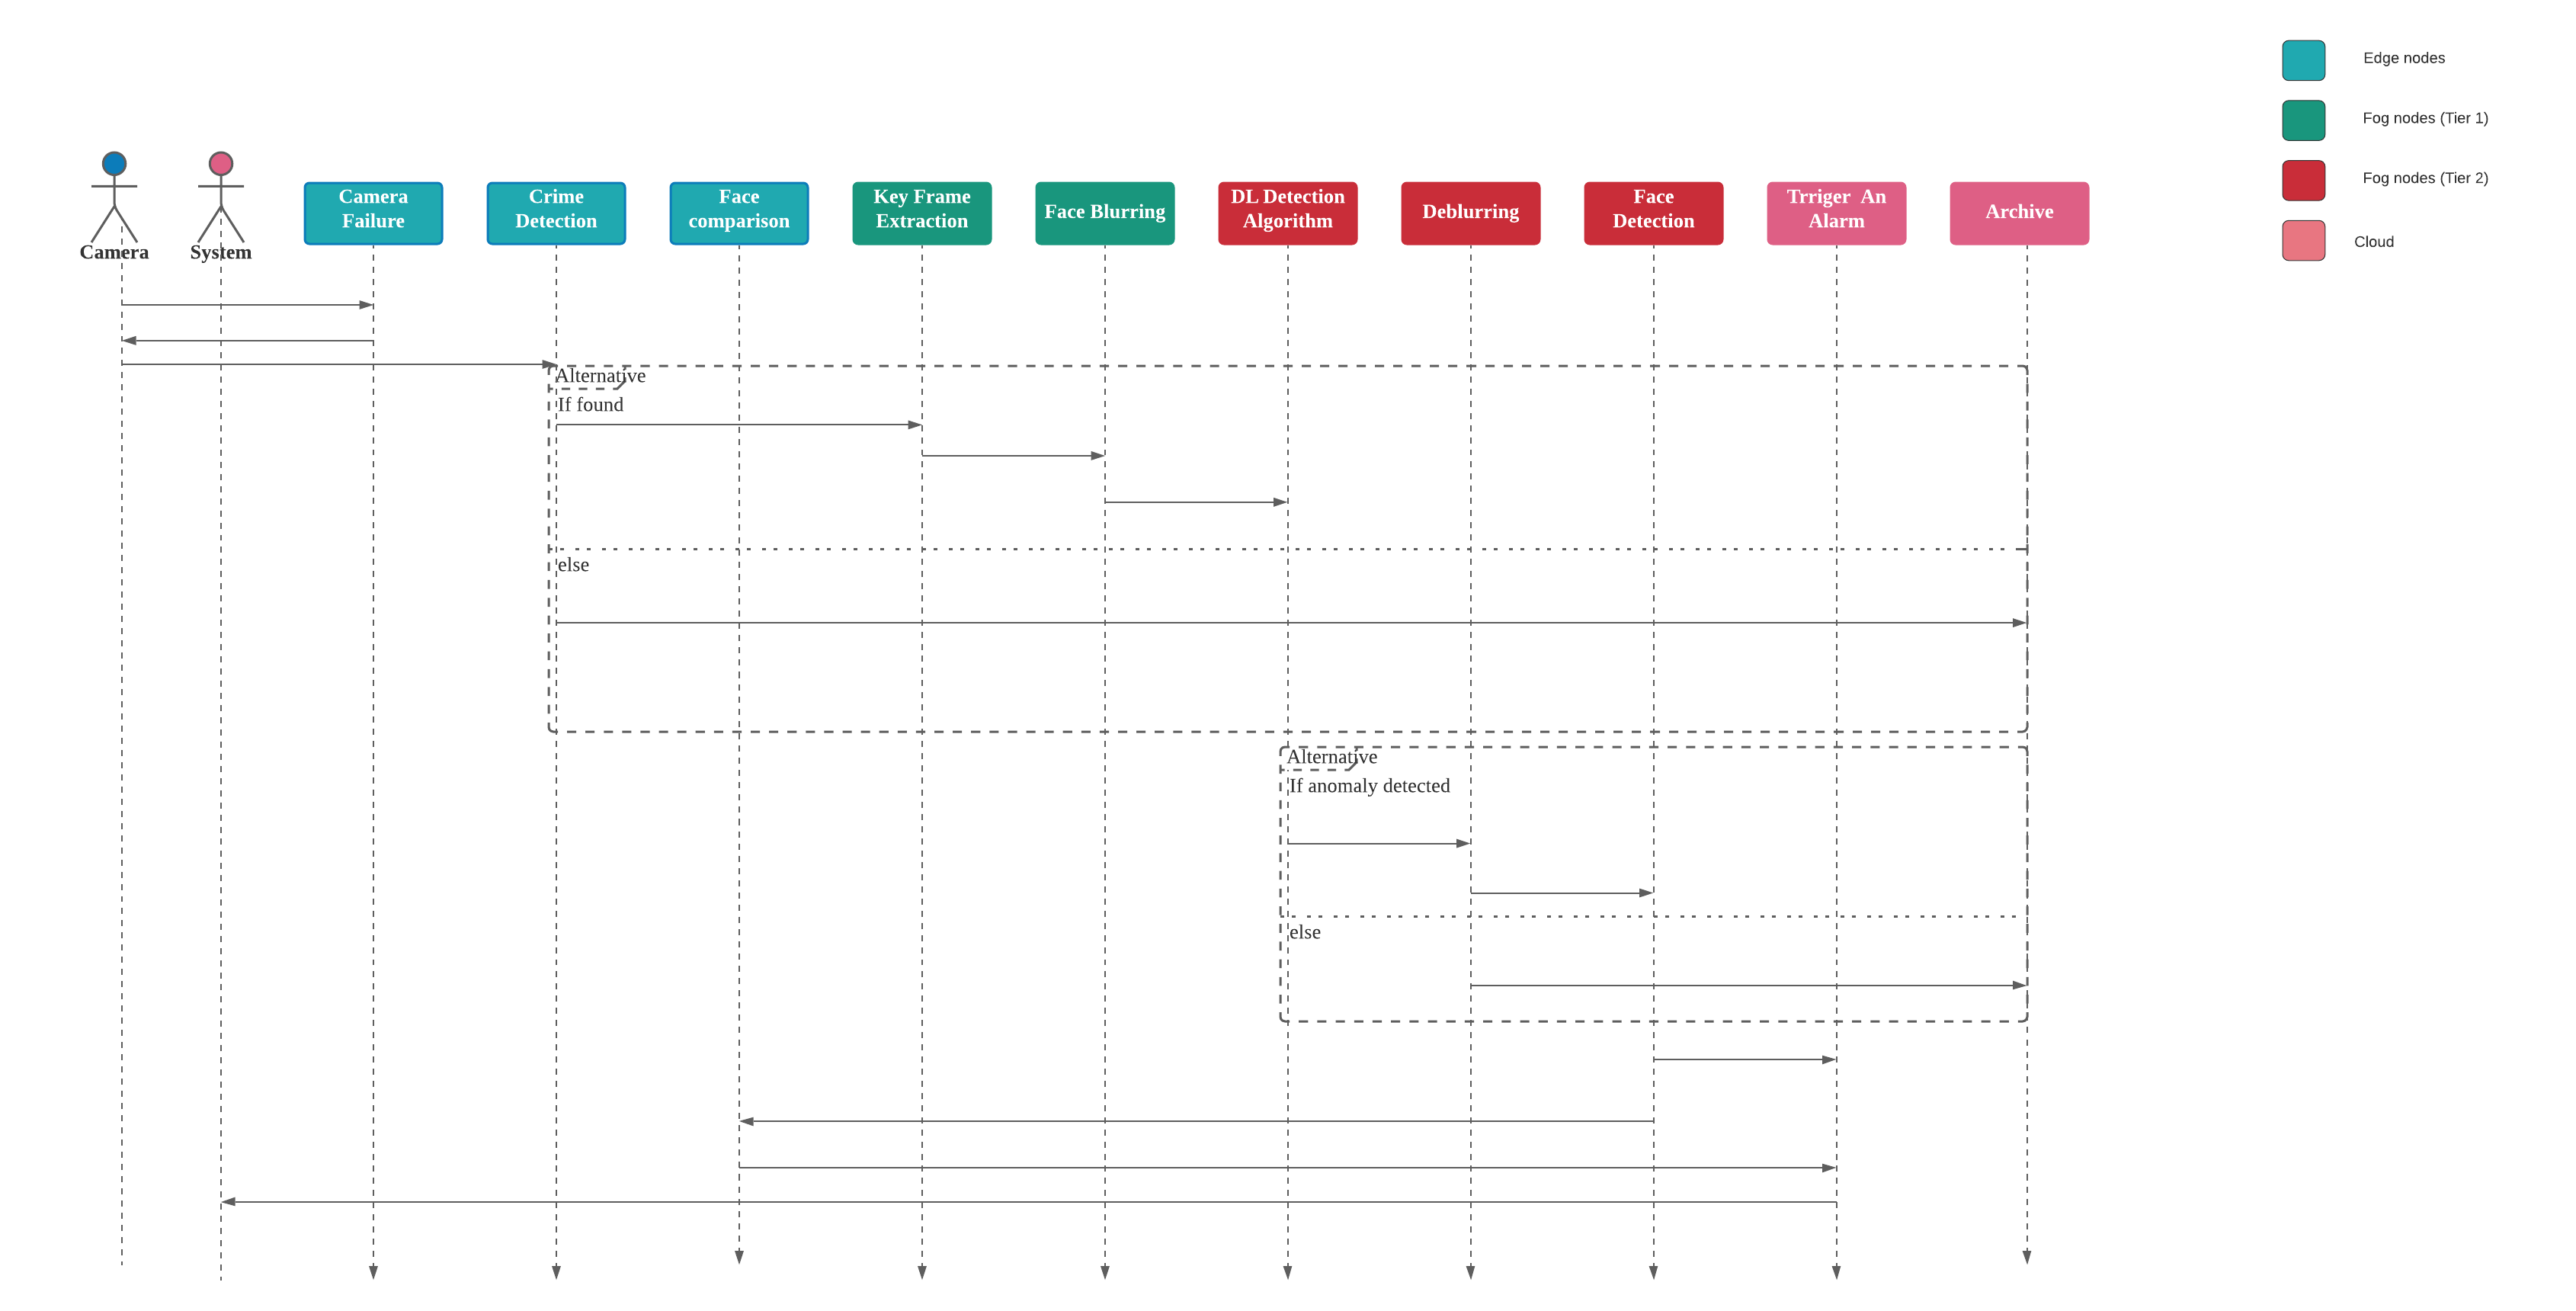 Edge nodes
Fog nodes (Tier 1)
Fog nodes (Tier 2)
Cloud
Camera
System
Camera
Failure
Crime
Detection
Face
comparison
Key Frame
Extraction
Face Blurring
DL Detection
Algorithm
Deblurring
Face
Detection
Trriger An
Alarm
Archive
Alternative
If found
else
Alternative
If anomaly detected
else